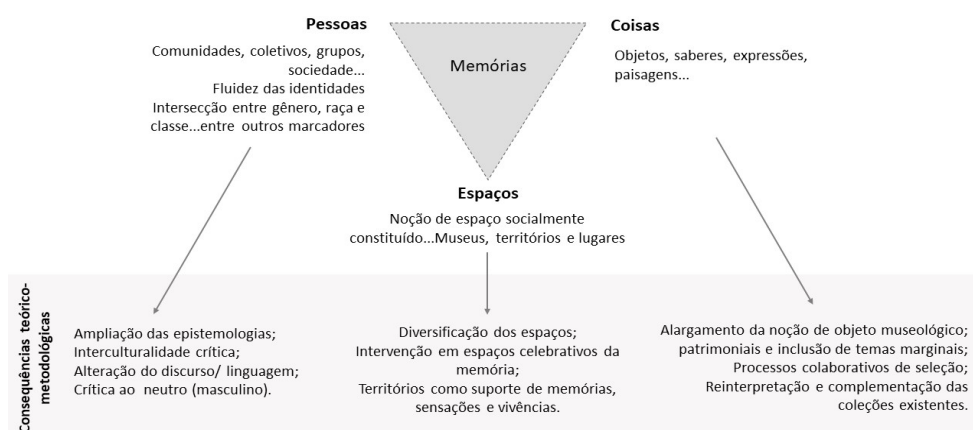 Pessoas
Comunidades, coletivos, grupos,
sociedade...
Fluidez das identidades
Intersecção entre gênero, raça e
classe...entre outros marcadores
Memórias
Coisas
Objetos, saberes, expressões,
paisagens...
Espaços
Noção de espaço socialmente
constituído...Museus, territórios e lugares
Consequências teórico-
metodológicas
Ampliação das epistemologias;
Interculturalidade crítica;
Alteração do discurso/ linguagem;
Crítica ao neutro (masculino).
Diversificação dos espaços;
Intervenção em espaços celebrativos da
memória;
Territórios como suporte de memórias,
sensações e vivências.
Alargamento da noção de objeto museológico;
patrimoniais e inclusão de temas marginais;
Processos colaborativos de seleção;
Reinterpretação e complementação das
coleções existentes.